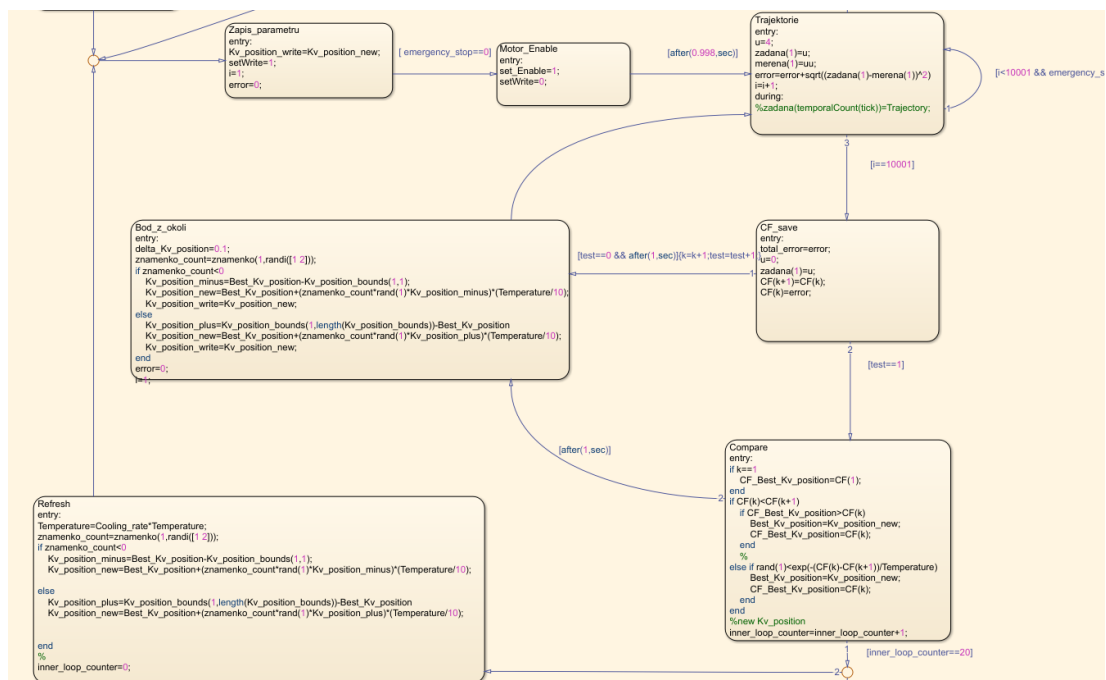 Zapis_parametru
entry:
Kv_position_write=Kv_position_new;
setWrite=1;
i=1;
error=0;
[ emergency_stop==0]
Motor_Enable
entry:
set_Enable=1;
setWrite=0;
[after(0.998,sec)]
Trajektorie
entry:
u=4;
zadana(1)=u;
merena(1)=uu;
error=error+sqrt((zadana(1)-merena(1))^2)
i=i+1;
during:
%zadana(temporalCount(tick))=Trajectory;
1
[i<10001 && emergency_s
3
[i==10001]
Bod_z_okoli
entry:
delta_Kv_position=0.1;
znamenko_count=znamenko(1,randi([1 2]));
if znamenko_count<0
Kv_position_minus=Best_Kv_position-Kv_position_bounds(1,1);
Kv_position_new=Best_Kv_position+(znamenko_count*rand(1)*Kv_position_minus)*(Temperature/10);
Kv_position_write=Kv_position_new;
else
Kv_position_plus=Kv_position_bounds(1,length(Kv_position_bounds))-Best_Kv_position
Kv_position_new=Best_Kv_position+(znamenko_count*rand(1)*Kv_position_plus)*(Temperature/10);
Kv_position_write=Kv_position_new;
end
error=0;
i=1;
[test==0 && after(1,sec)]{k=k+1;test=test+1
1
CF_save
entry:
total_error=error;
u=0;
zadana(1)=u;
CF(k+1)=CF(k);
CF(k)=error;
2
[test==1]
[after(1,sec)]
2
Compare
entry:
if k==1
CF_Best_Kv_position=CF(1);
end
if CF(k)<CF(k+1)
if CF_Best_Kv_position>CF(k)
Best_Kv_position=Kv_position_new;
CF_Best_Kv_position=CF(k);
end
%
else if rand(1)<exp(-(CF(k)-CF(k+1))/Temperature)
Best_Kv_position=Kv_position_new;
CF_Best_Kv_position=CF(k);
end
end
%new Kv_position
inner_loop_counter=inner_loop_counter+1;
1
[inner_loop_counter==20]
2
Refresh
entry:
Temperature=Cooling_rate*Temperature;
znamenko_count=znamenko(1,randi([1 2]));
if znamenko_count<0
Kv_position_minus=Best_Kv_position-Kv_position_bounds(1,1);
Kv_position_new=Best_Kv_position+(znamenko_count*rand(1)*Kv_position_minus)*(Temperature/10);
else
Kv_position_plus=Kv_position_bounds(1,length(Kv_position_bounds))-Best_Kv_position
Kv_position_new=Best_Kv_position+(znamenko_count*rand(1)*Kv_position_plus)*(Temperature/10);
end
%
inner_loop_counter=0;